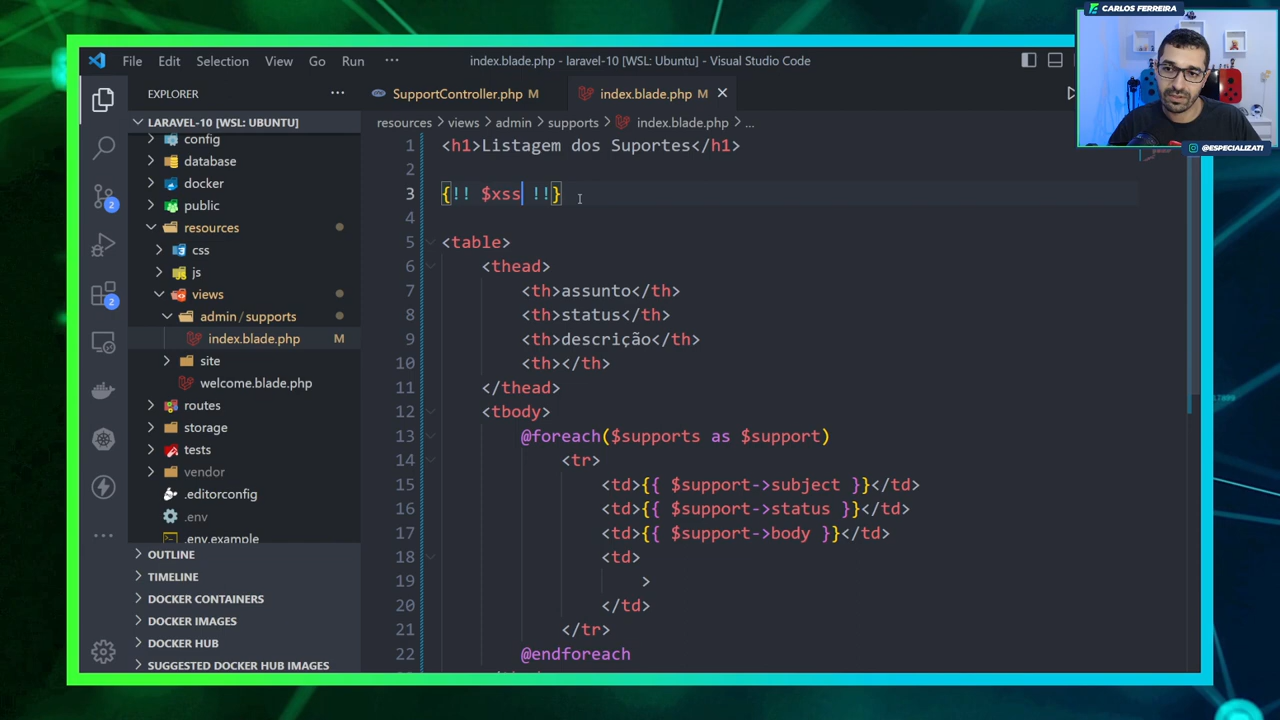 CARLOS FERREIRA
@ESPECIALIZATI
File Edit Selection View Go Run ···
index.blade.php - laravel-10 [WSL: Ubuntu] - Visual Studio Code
EXPLORER ···
SupportController.php M
index.blade.php M
resources > views > admin > supports > index.blade.php > ...
LARAVEL-10 [WSL: UBUNTU]
config
database
docker
public
resources
css
js
views
admin / supports
index.blade.php M
site
welcome.blade.php
routes
storage
tests
vendor
.editorconfig
.env
.env.example
OUTLINE
TIMELINE
DOCKER CONTAINERS
DOCKER IMAGES
DOCKER HUB
SUGGESTED DOCKER HUB IMAGES
2
2
1 <h1>Listagem dos Suportes</h1>
2
3 {!! $xss !!}
4
5 <table>
6 <thead>
7 <th>assunto</th>
8 <th>status</th>
9 <th>descrição</th>
10 <th></th>
11 </thead>
12 <tbody>
13 @foreach($supports as $support)
14 <tr>
15 <td>{{ $support->subject }}</td>
16 <td>{{ $support->status }}</td>
17 <td>{{ $support->body }}</td>
18 <td>
19 >
20 </td>
21 </tr>
22 @endforeach